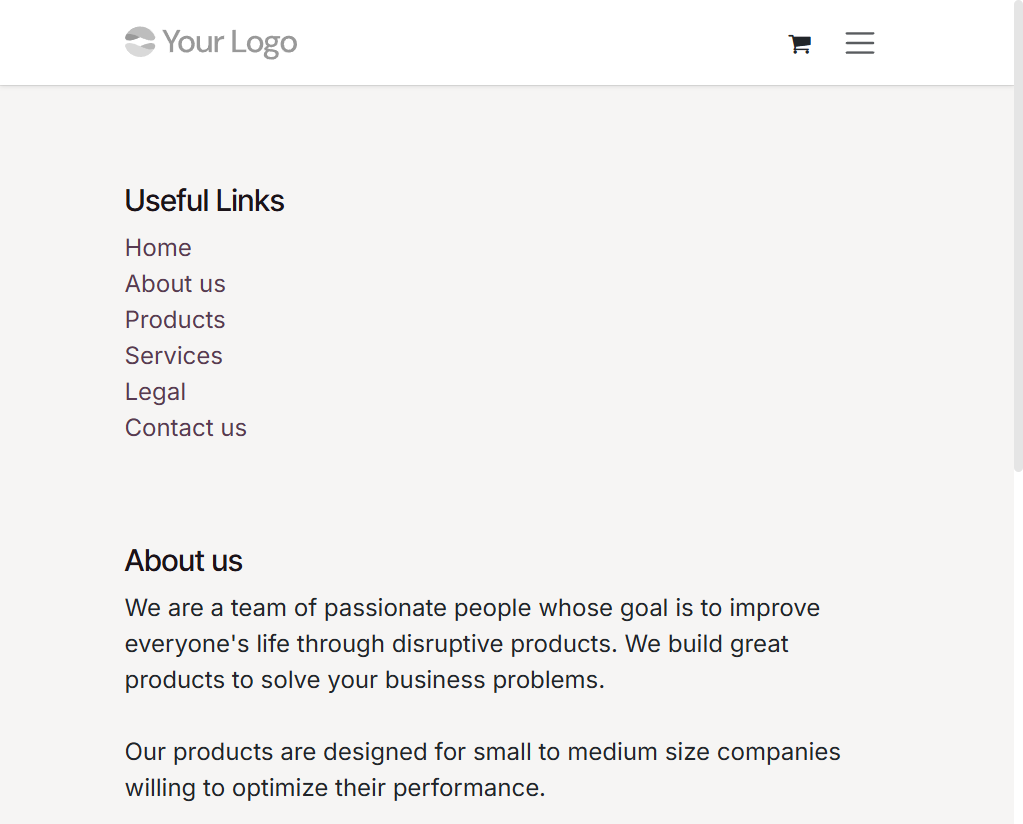 Your Logo
Useful Links
Home
About us
Products
Services
Legal
Contact us
About us
We are a team of passionate people whose goal is to improve
everyone's life through disruptive products. We build great
products to solve your business problems.
Our products are designed for small to medium size companies
willing to optimize their performance.